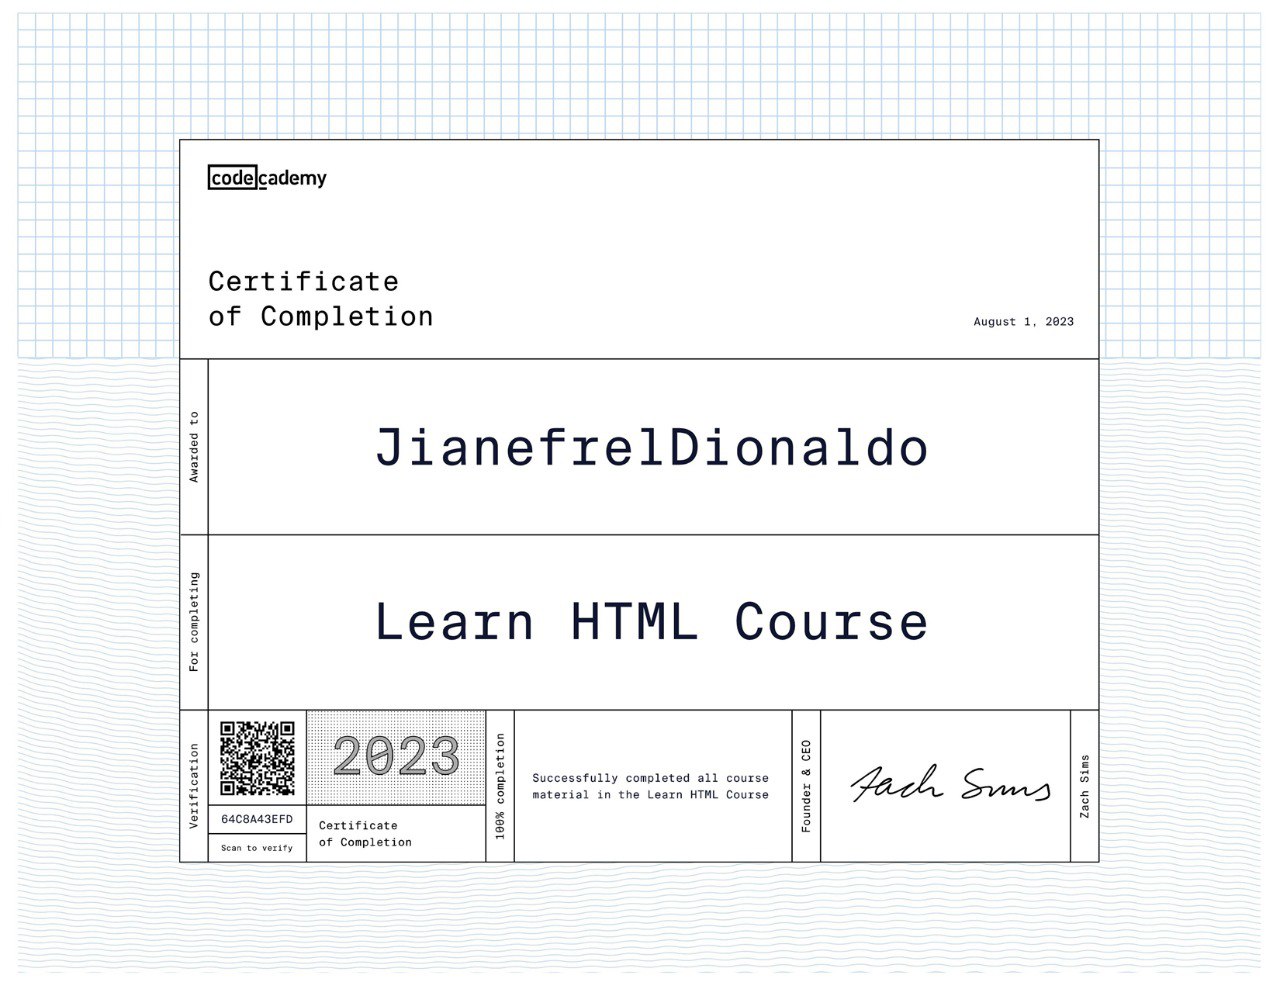 codecademy
Certificate
of Completion
August 1, 2023
Awarded to
JianefrelDionaldo
For completing
Learn HTML Course
Verification
64C8A43EFD
Scan to verify
2023
Certificate
of Completion
100% completion
Successfully completed all course
material in the Learn HTML Course
Founder & CEO
Zach Sims
Zach Sims